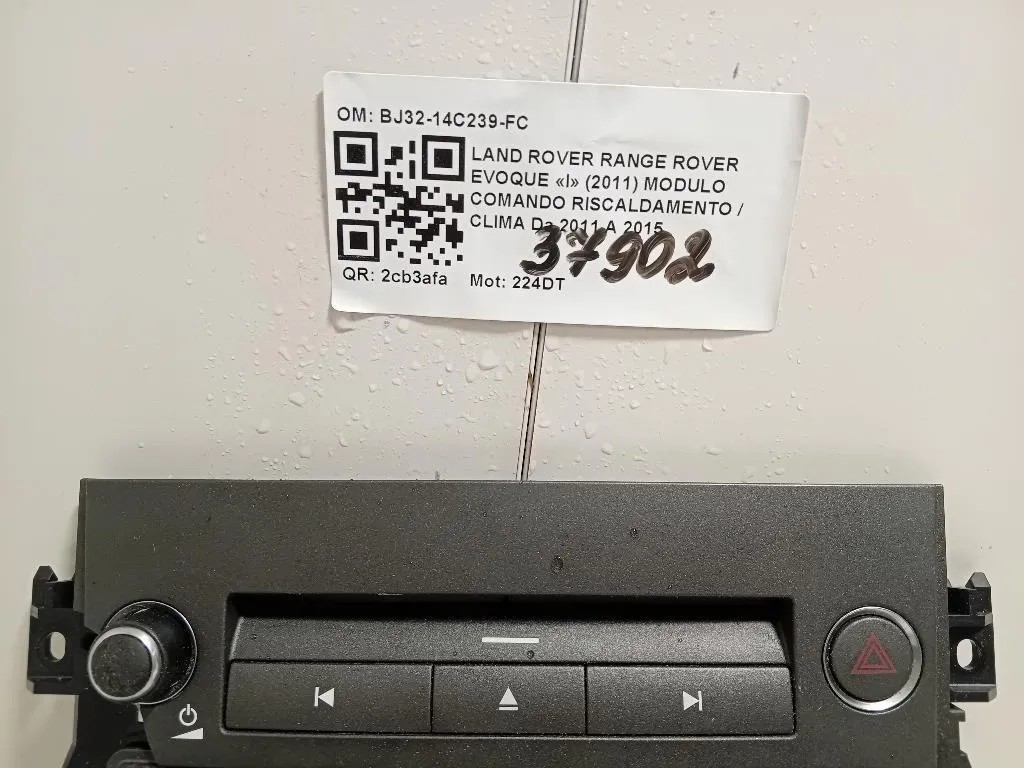 OM: BJ32-14C239-FC
LAND ROVER RANGE ROVER
EVOQUE «I» (2011) MODULO
COMANDO RISCALDAMENTO /
CLIMA Da 2011 A 2015
37902
QR: 2cb3afa Mot: 224DT